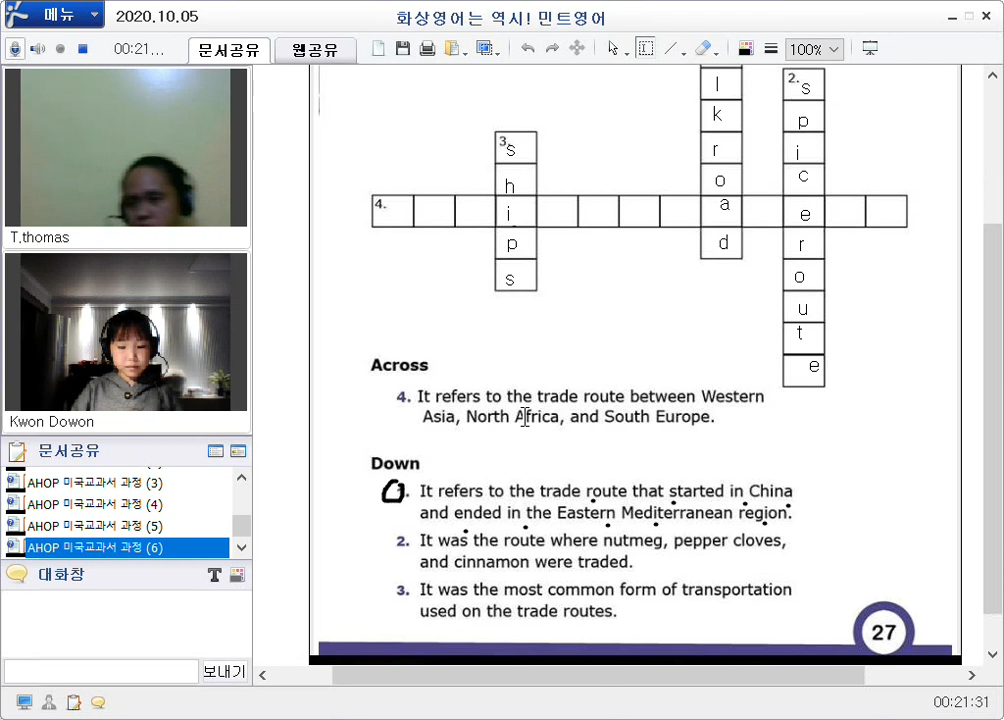 메뉴 2020.10.05 화상영어는 역시! 민트영어
00:21... 문서공유 웹공유 100%
T.thomas
Kwon Dowon
문서공유
AHOP 미국교과서 과정 (3)
AHOP 미국교과서 과정 (4)
AHOP 미국교과서 과정 (5)
AHOP 미국교과서 과정 (6)
대화창 T
보내기
l
k
r
o
a
d
2. s
p
i
c
e
r
o
u
t
e
3. s
h
i
p
s
4.
Across
4. It refers to the trade route between Western
Asia, North Africa, and South Europe.
Down
1. It refers to the trade route that started in China
and ended in the Eastern Mediterranean region.
2. It was the route where nutmeg, pepper cloves,
and cinnamon were traded.
3. It was the most common form of transportation
used on the trade routes.
27
00:21:31